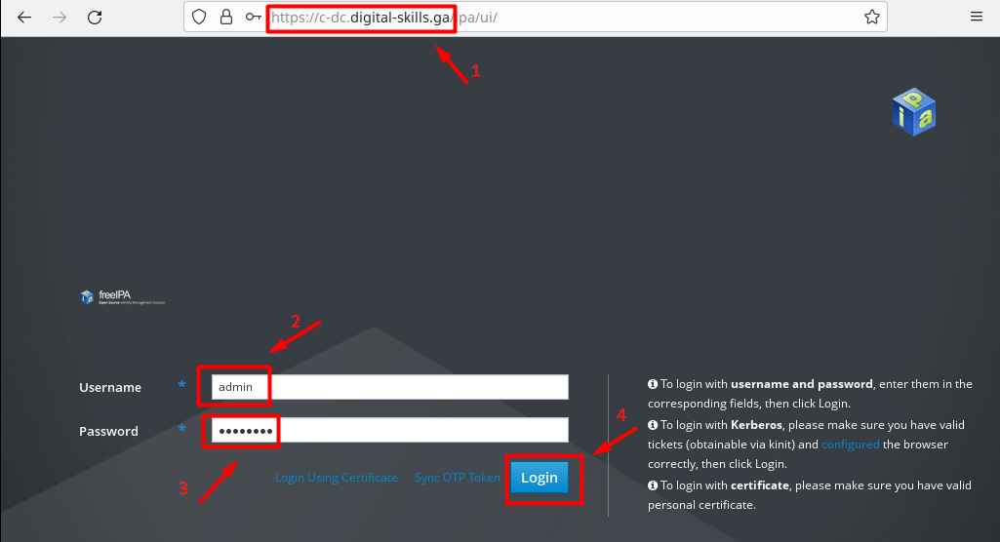 https://c-dc.digital-skills.ga/ipa/ui/
1
ipa
freeIPA
Open Source Identity Management Solution
2
Username * admin
Password * ••••••••
3
4
Login Using Certificate Sync OTP Token Login
To login with username and password, enter them in the
corresponding fields, then click Login.
To login with Kerberos, please make sure you have valid
tickets (obtainable via kinit) and configured the browser
correctly, then click Login.
To login with certificate, please make sure you have valid
personal certificate.